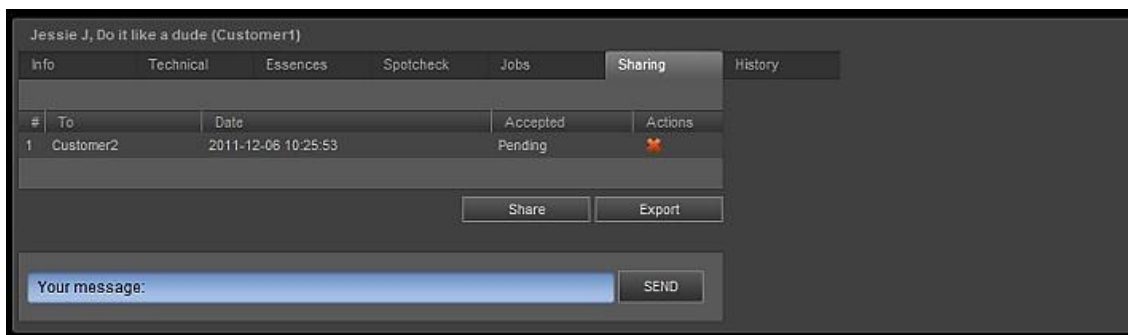 Jessie J, Do it like a dude (Customer1)
Info Technical Essences Spotcheck Jobs Sharing History
# To Date Accepted Actions
1 Customer2 2011-12-06 10:25:53 Pending
Share Export
Your message: SEND